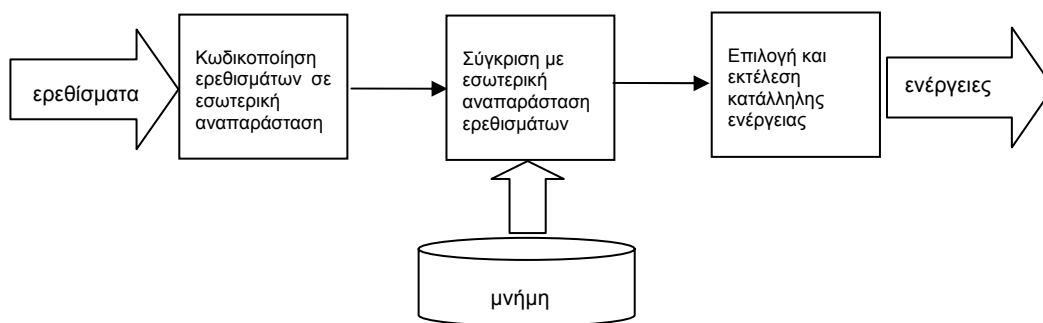 ερεθίσματα
Κωδικοποίηση
ερεθισμάτων σε
εσωτερική
αναπαράσταση
Σύγκριση με
εσωτερική
αναπαράσταση
ερεθισμάτων
Επιλογή και
εκτέλεση
κατάλληλης
ενέργειας
ενέργειες
μνήμη